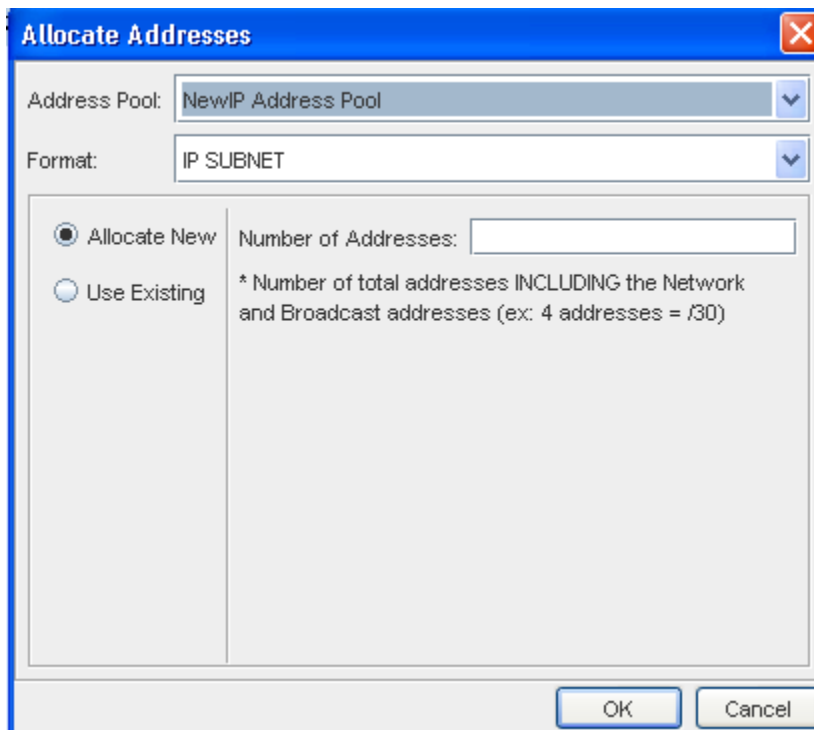 Allocate Addresses
Address Pool: NewIP Address Pool
Format: IP SUBNET
Allocate New
Use Existing
Number of Addresses:
* Number of total addresses INCLUDING the Network
and Broadcast addresses (ex: 4 addresses = /30)
OK Cancel